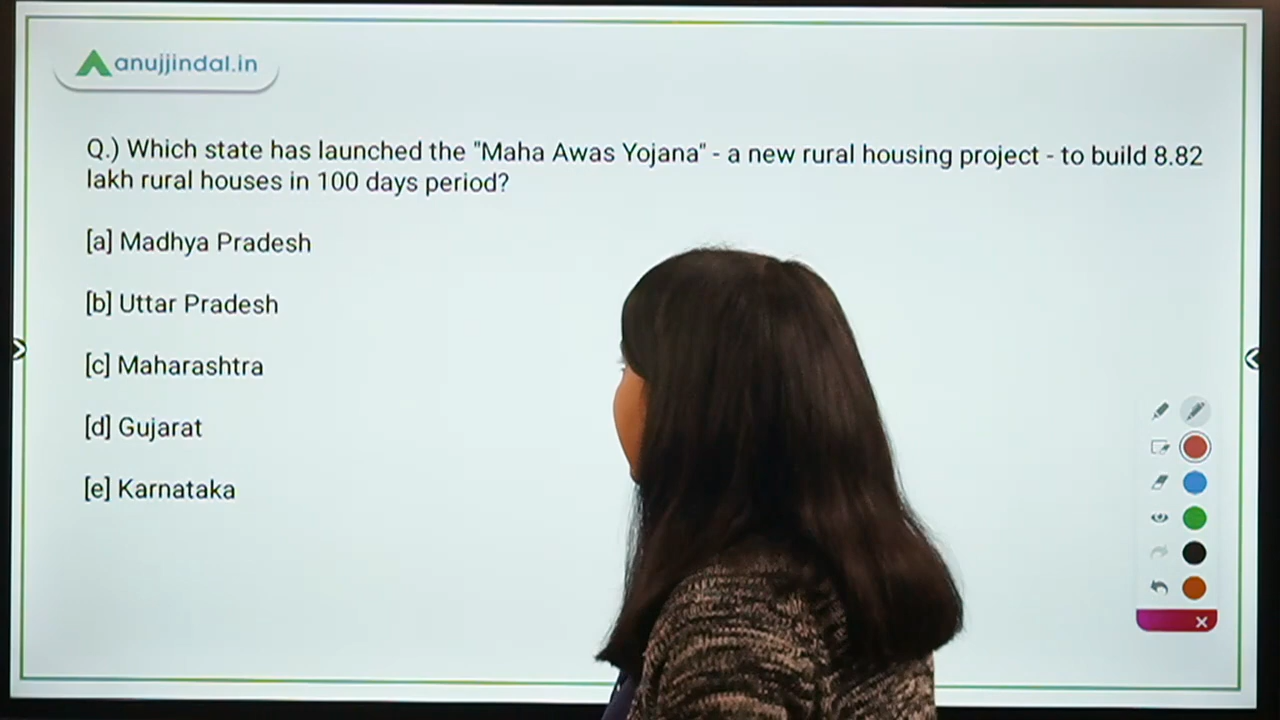 anujjindal.in
Q.) Which state has launched the "Maha Awas Yojana" - a new rural housing project - to build 8.82
lakh rural houses in 100 days period?
[a] Madhya Pradesh
[b] Uttar Pradesh
[c] Maharashtra
[d] Gujarat
[e] Karnataka